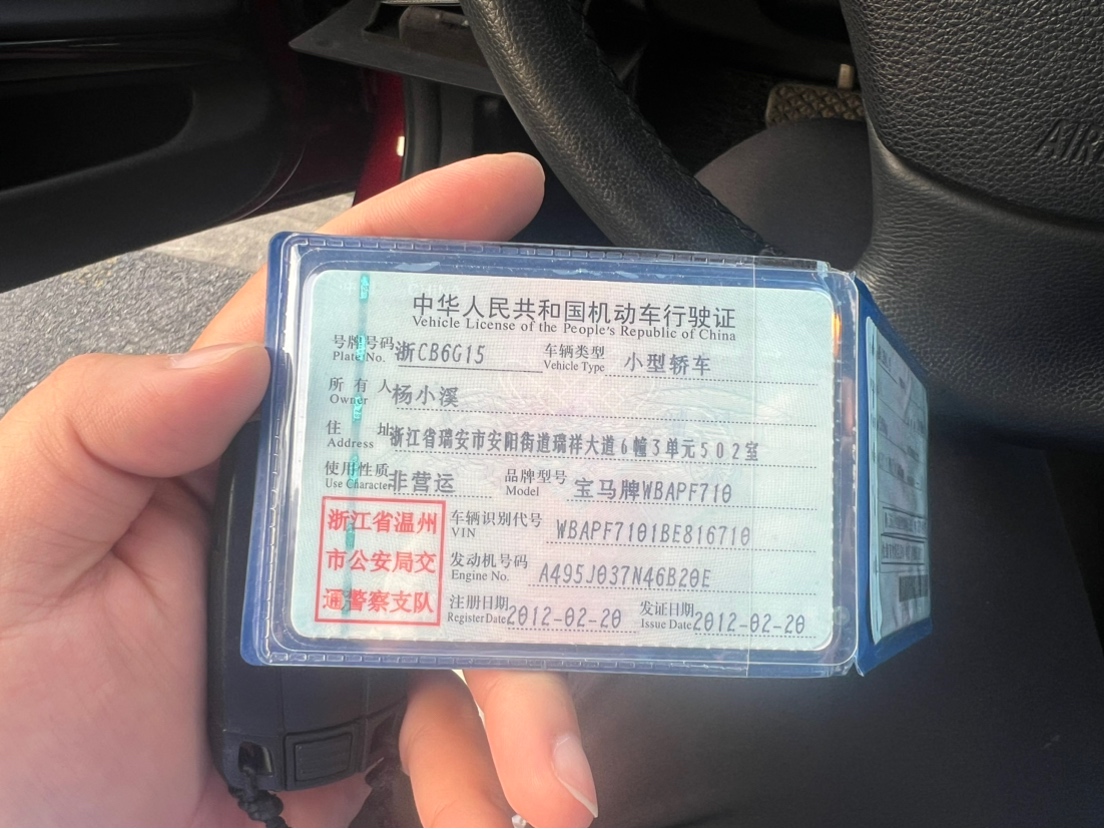 中华人民共和国机动车行驶证
Vehicle License of the People's Republic of China
号牌号码 浙CB6G15 车辆类型 小型轿车
Plate No. Vehicle Type
所有人 杨小溪
Owner
住址 浙江省瑞安市安阳街道瑞祥大道6幢3单元502室
Address
使用性质 非营运 品牌型号 宝马牌WBAPF710
Use Character Model
浙江省温州
市公安局交
通警察支队
车辆识别代号 WBAPF7101BE816710
VIN
发动机号码 A495J037N46B20E
Engine No.
注册日期 2012-02-20 发证日期 2012-02-20
Register Date Issue Date